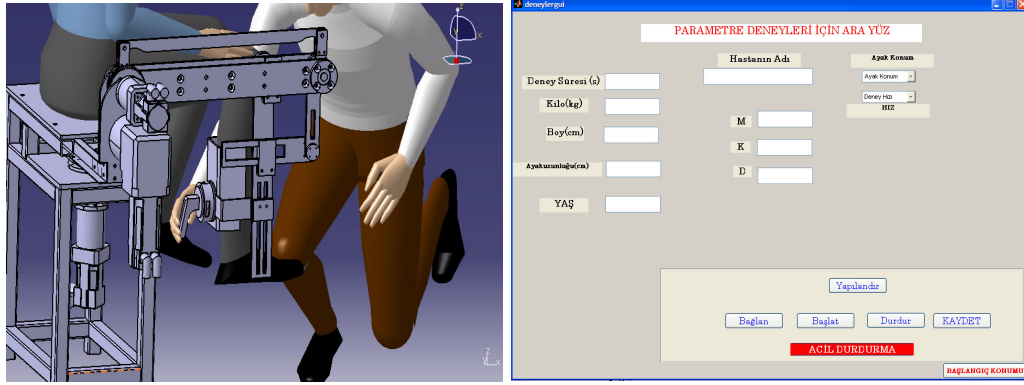 deneylergui
PARAMETRE DENEYLERİ İÇİN ARA YÜZ
Hastanın Adı
Ayak Konum
Deney Süresi (s)
Ayak Konum
Kilo(kg)
Deney Hızı
HIZ
M
Boy(cm)
K
Ayakuzunluğu(cm)
D
YAŞ
Yapılandır
Bağlan
Başlat
Durdur
KAYDET
ACİL DURDURMA
BAŞLANGIÇ KONUMU
z
x
z
x